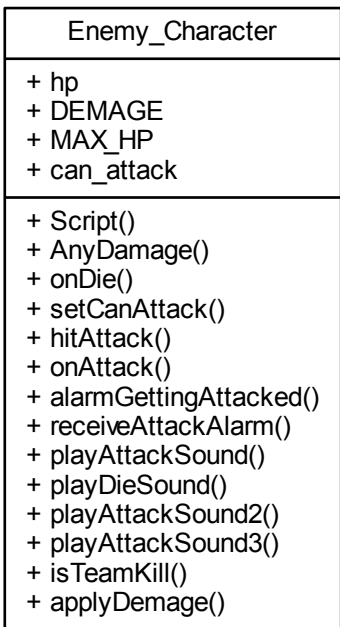 Enemy_Character
+ hp
+ DEMAGE
+ MAX_HP
+ can_attack
+ Script()
+ AnyDamage()
+ onDie()
+ setCanAttack()
+ hitAttack()
+ onAttack()
+ alarmGettingAttacked()
+ receiveAttackAlarm()
+ playAttackSound()
+ playDieSound()
+ playAttackSound2()
+ playAttackSound3()
+ isTeamKill()
+ applyDemage()